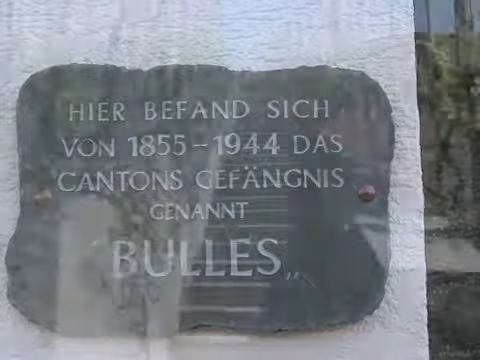 HIER BEFAND SICH
VON 1855-1944 DAS
CANTONS GEFÄNGNIS
GENANNT
BULLES„